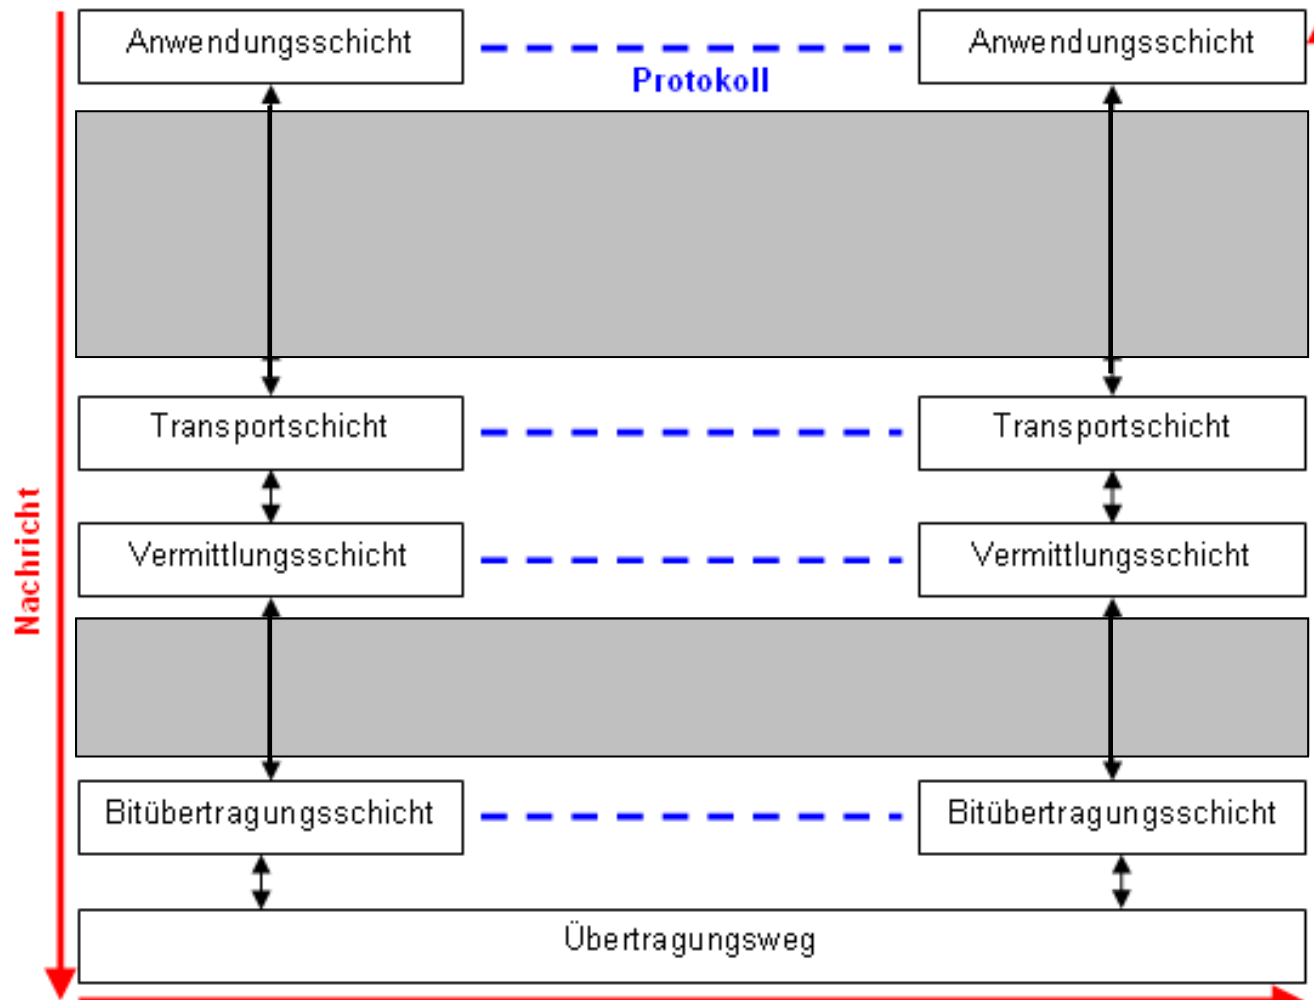 Anwendungsschicht
Anwendungsschicht
Protokoll
Transportschicht
Transportschicht
Nachricht
Vermittlungsschicht
Vermittlungsschicht
Bitübertragungsschicht
Bitübertragungsschicht
Übertragungsweg